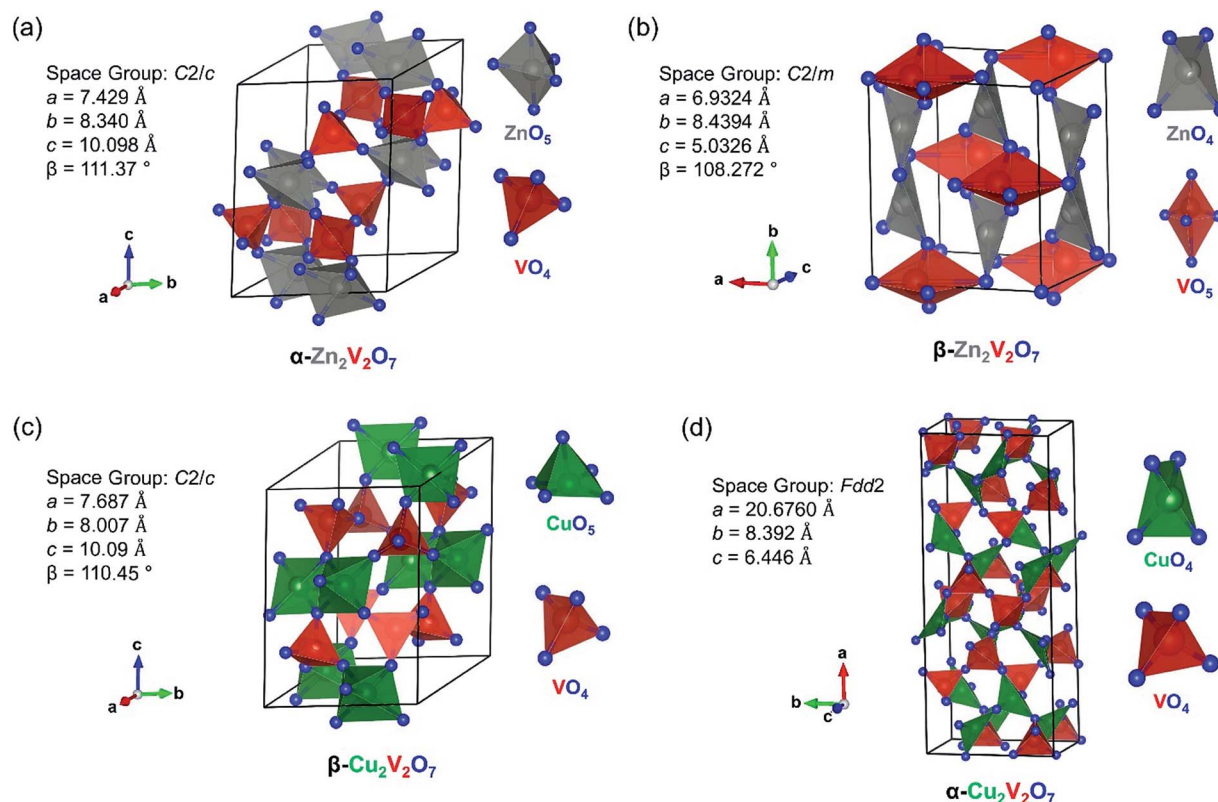 (a)
Space Group: C2/c
a = 7.429 Å
b = 8.340 Å
c = 10.098 Å
β = 111.37 °
ZnO₅
VO₄
c
a
b
α-Zn₂V₂O₇
(b)
Space Group: C2/m
a = 6.9324 Å
b = 8.4394 Å
c = 5.0326 Å
β = 108.272 °
ZnO₄
VO₅
b
c
a
β-Zn₂V₂O₇
(c)
Space Group: C2/c
a = 7.687 Å
b = 8.007 Å
c = 10.09 Å
β = 110.45 °
CuO₅
VO₄
c
b
a
β-Cu₂V₂O₇
(d)
Space Group: Fdd2
a = 20.6760 Å
b = 8.392 Å
c = 6.446 Å
CuO₄
VO₄
a
b
c
α-Cu₂V₂O₇